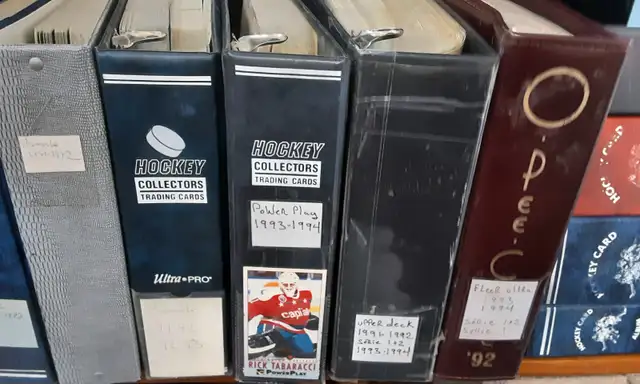 HOCKEY
COLLECTORS
TRADING CARDS
Ultra·PRO
HOCKEY
COLLECTORS
TRADING CARDS
Power Play
1993-1994
CAPITALS
RICK TABARACCI
POWERPLAY
upper deck
1991-1992
Série 1+2
1993-1994
O-Pee-C
Fleer ultra
1993
1994
Série 1+2
'92
HOCKEY CARD
HOCKEY CARD